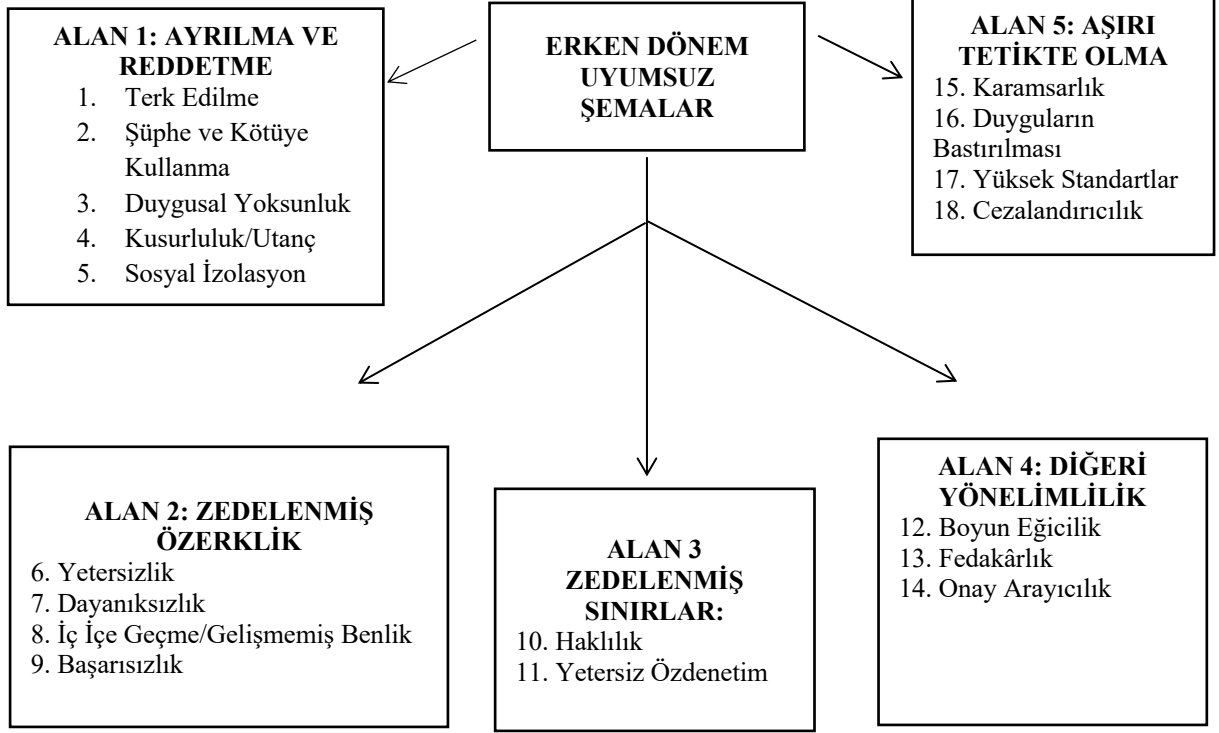 ERKEN DÖNEM
UYUMSUZ
ŞEMALAR
ALAN 1: AYRILMA VE
REDDETME
1. Terk Edilme
2. Şüphe ve Kötüye
Kullanma
3. Duygusal Yoksunluk
4. Kusurluluk/Utanç
5. Sosyal İzolasyon
ALAN 2: ZEDELENMİŞ
ÖZERKLİK
6. Yetersizlik
7. Dayanıksızlık
8. İç İçe Geçme/Gelişmemiş Benlik
9. Başarısızlık
ALAN 3
ZEDELENMİŞ
SINIRLAR:
10. Haklılık
11. Yetersiz Özdenetim
ALAN 4: DİĞERİ
YÖNELİMLİLİK
12. Boyun Eğicilik
13. Fedakârlık
14. Onay Arayıcılık
ALAN 5: AŞIRI
TETİKTE OLMA
15. Karamsarlık
16. Duyguların
Bastırılması
17. Yüksek Standartlar
18. Cezalandırıcılık